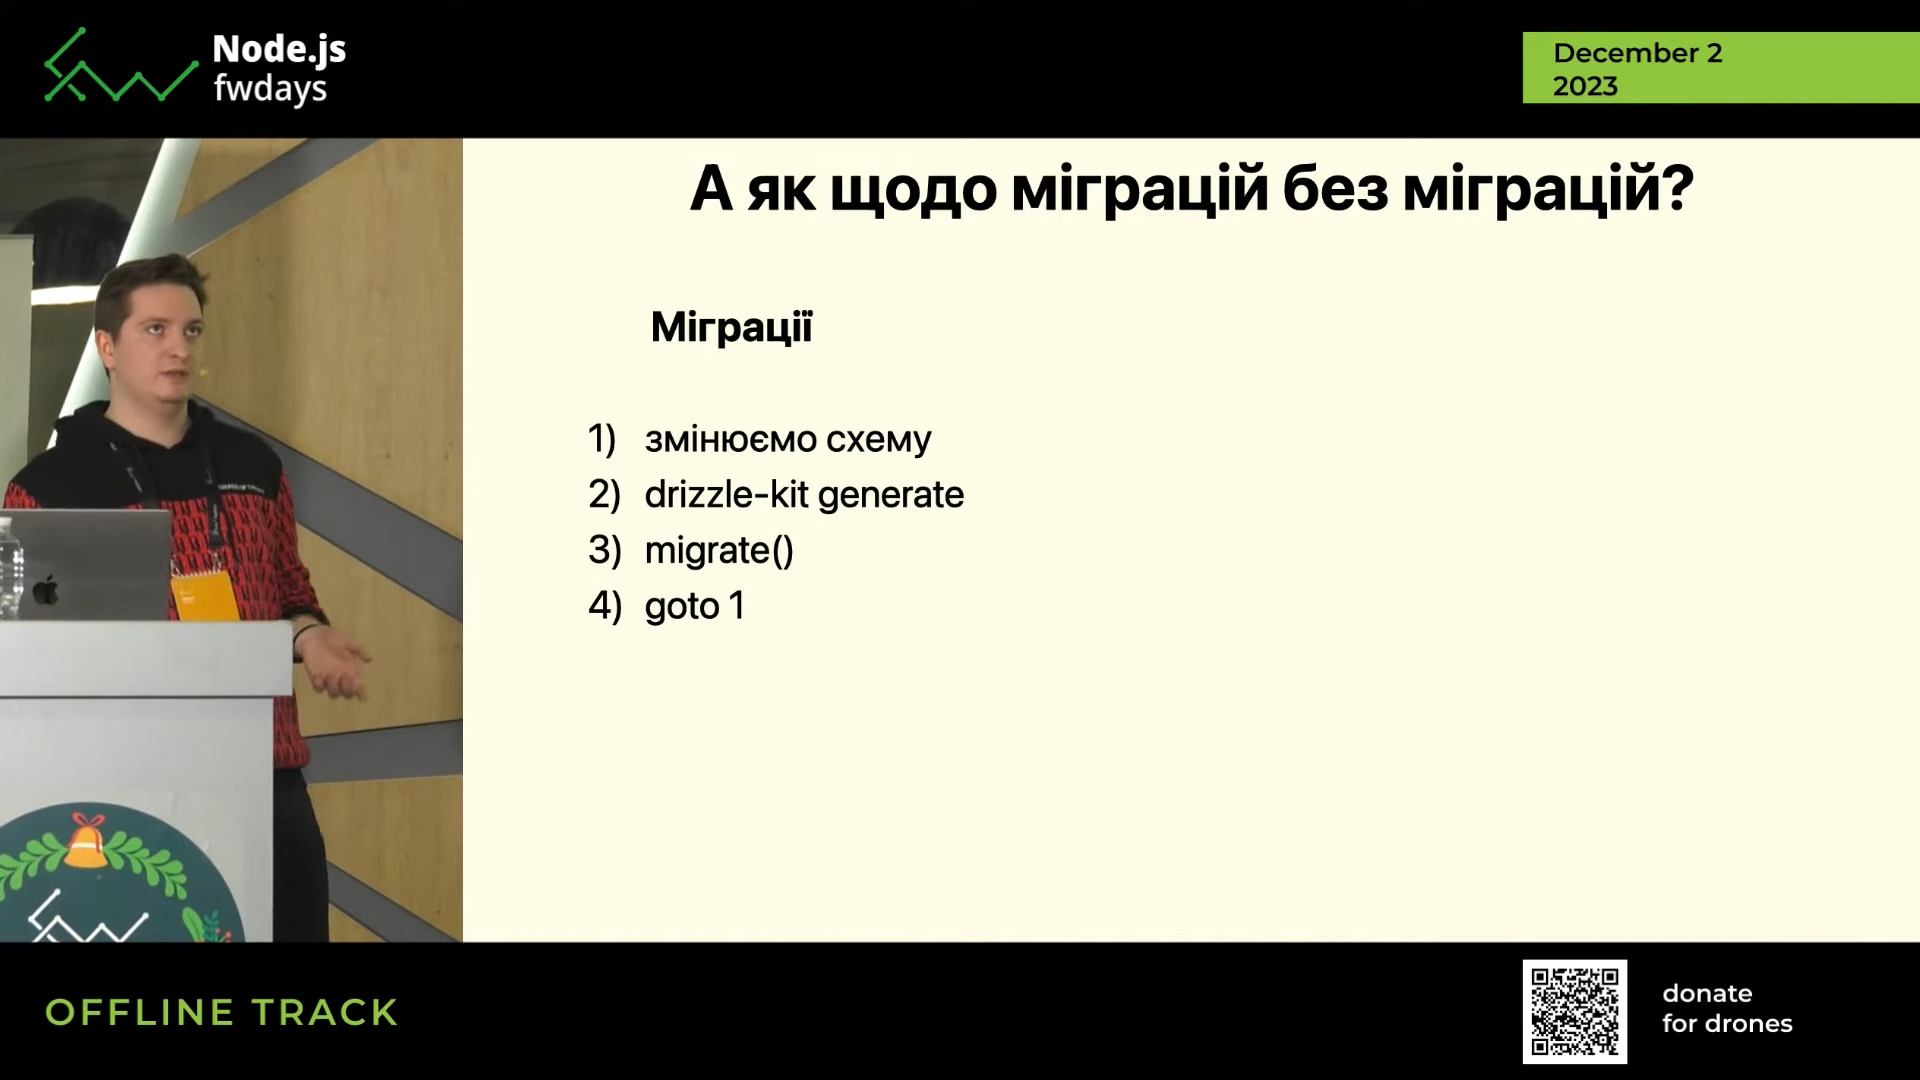 Node.js
fwdays
December 2
2023
А як щодо міграцій без міграцій?
Міграції
1) змінюємо схему
2) drizzle-kit generate
3) migrate()
4) goto 1
OFFLINE TRACK
donate
for drones